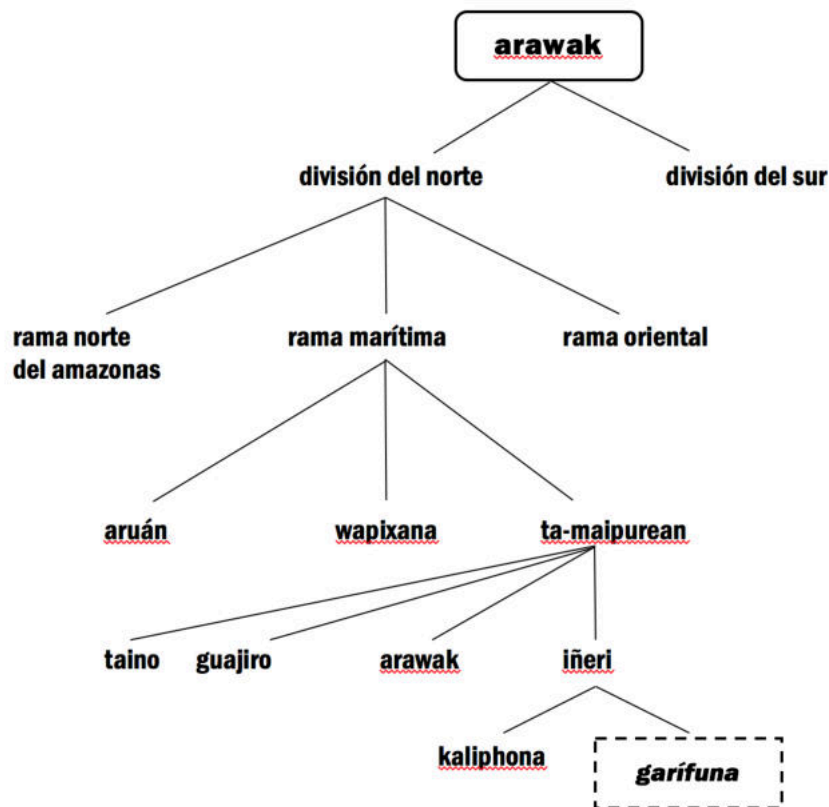 arawak
división del norte
división del sur
rama norte
del amazonas
rama marítima
rama oriental
aruán
wapixana
ta-maipurean
taino
guajiro
arawak
iñeri
kaliphona
garífuna